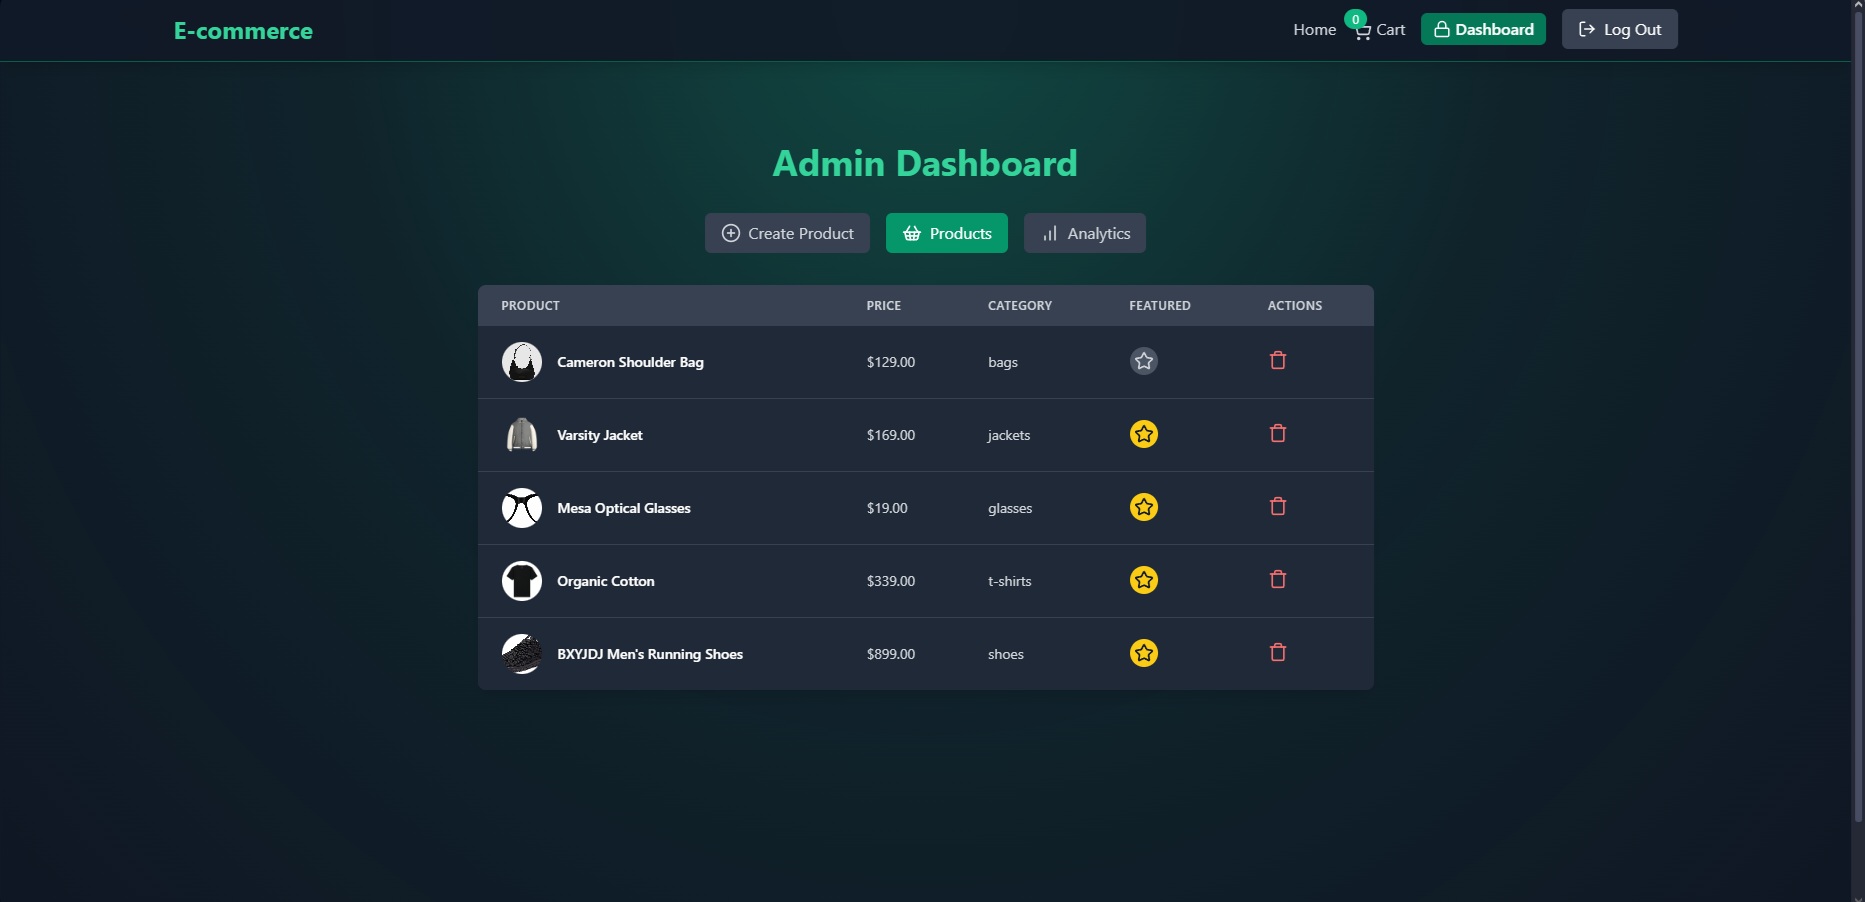 E-commerce
Home 0 Cart Dashboard Log Out
Admin Dashboard
Create Product Products Analytics
PRODUCT PRICE CATEGORY FEATURED ACTIONS
Cameron Shoulder Bag $129.00 bags
Varsity Jacket $169.00 jackets
Mesa Optical Glasses $19.00 glasses
Organic Cotton $339.00 t-shirts
BXYJDJ Men's Running Shoes $899.00 shoes